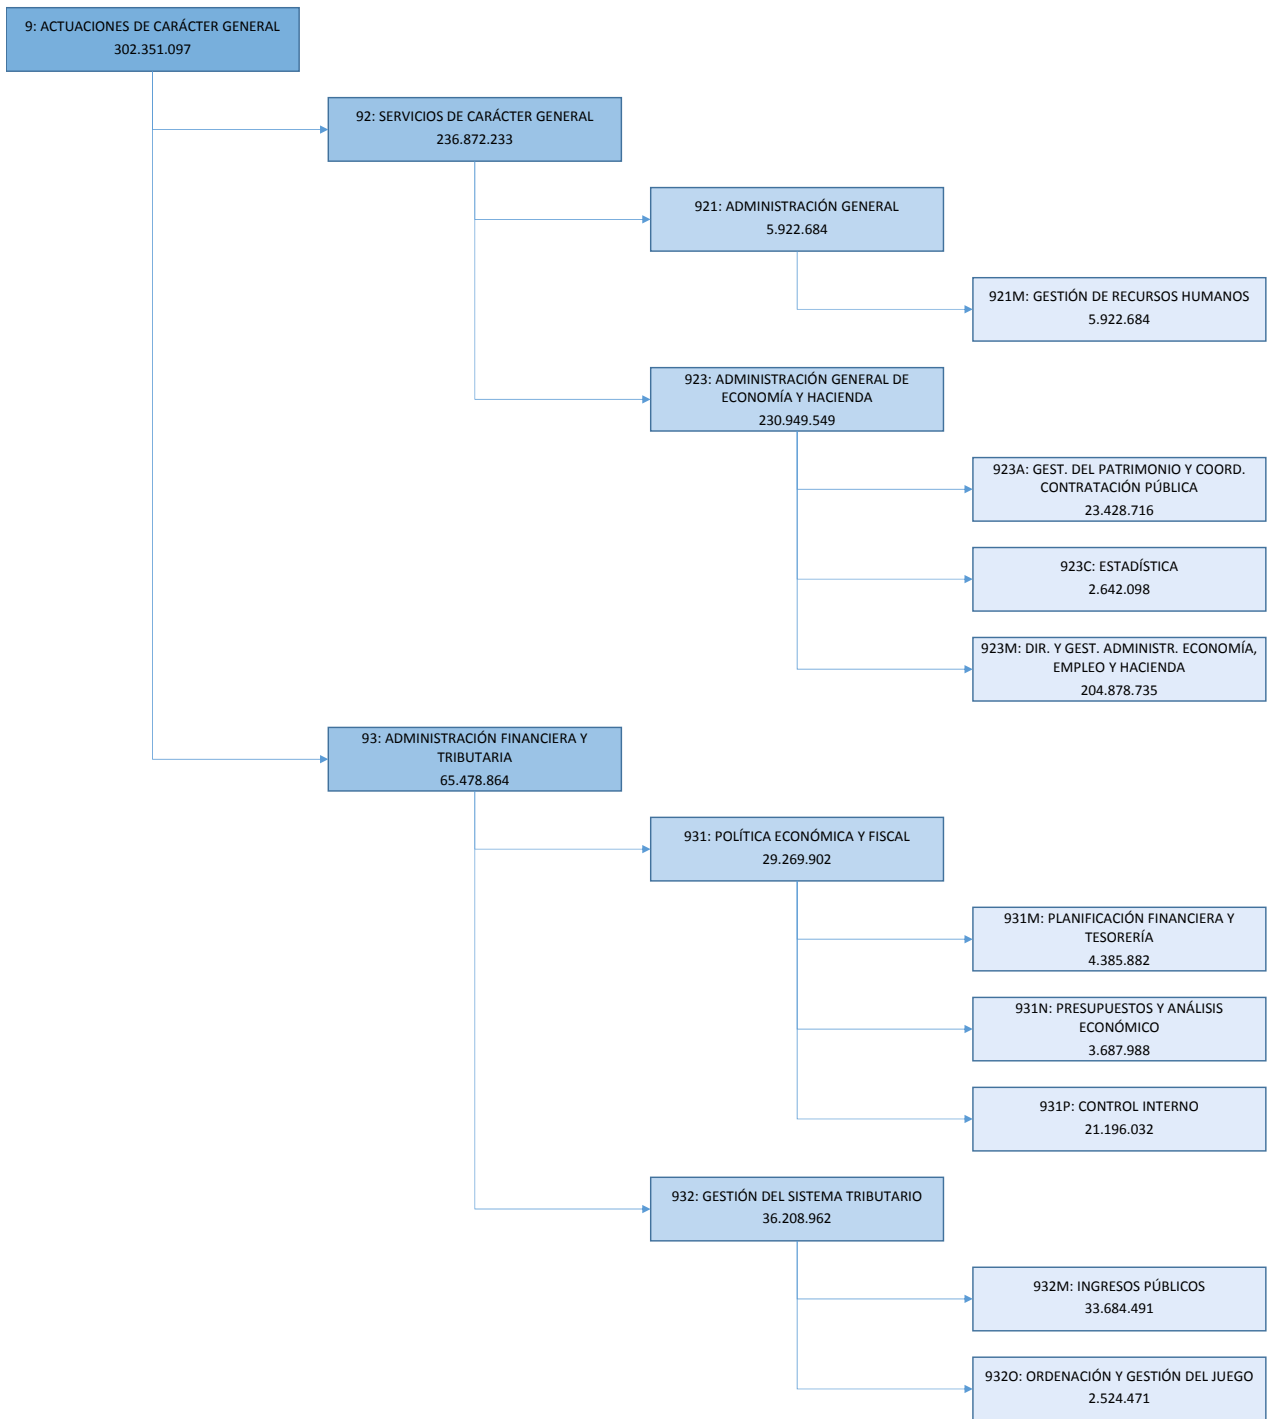 9: ACTUACIONES DE CARÁCTER GENERAL
302.351.097
92: SERVICIOS DE CARÁCTER GENERAL
236.872.233
921: ADMINISTRACIÓN GENERAL
5.922.684
921M: GESTIÓN DE RECURSOS HUMANOS
5.922.684
923: ADMINISTRACIÓN GENERAL DE
ECONOMÍA Y HACIENDA
230.949.549
923A: GEST. DEL PATRIMONIO Y COORD.
CONTRATACIÓN PÚBLICA
23.428.716
923C: ESTADÍSTICA
2.642.098
923M: DIR. Y GEST. ADMINISTR. ECONOMÍA,
EMPLEO Y HACIENDA
204.878.735
93: ADMINISTRACIÓN FINANCIERA Y
TRIBUTARIA
65.478.864
931: POLÍTICA ECONÓMICA Y FISCAL
29.269.902
931M: PLANIFICACIÓN FINANCIERA Y
TESORERÍA
4.385.882
931N: PRESUPUESTOS Y ANÁLISIS
ECONÓMICO
3.687.988
931P: CONTROL INTERNO
21.196.032
932: GESTIÓN DEL SISTEMA TRIBUTARIO
36.208.962
932M: INGRESOS PÚBLICOS
33.684.491
932O: ORDENACIÓN Y GESTIÓN DEL JUEGO
2.524.471